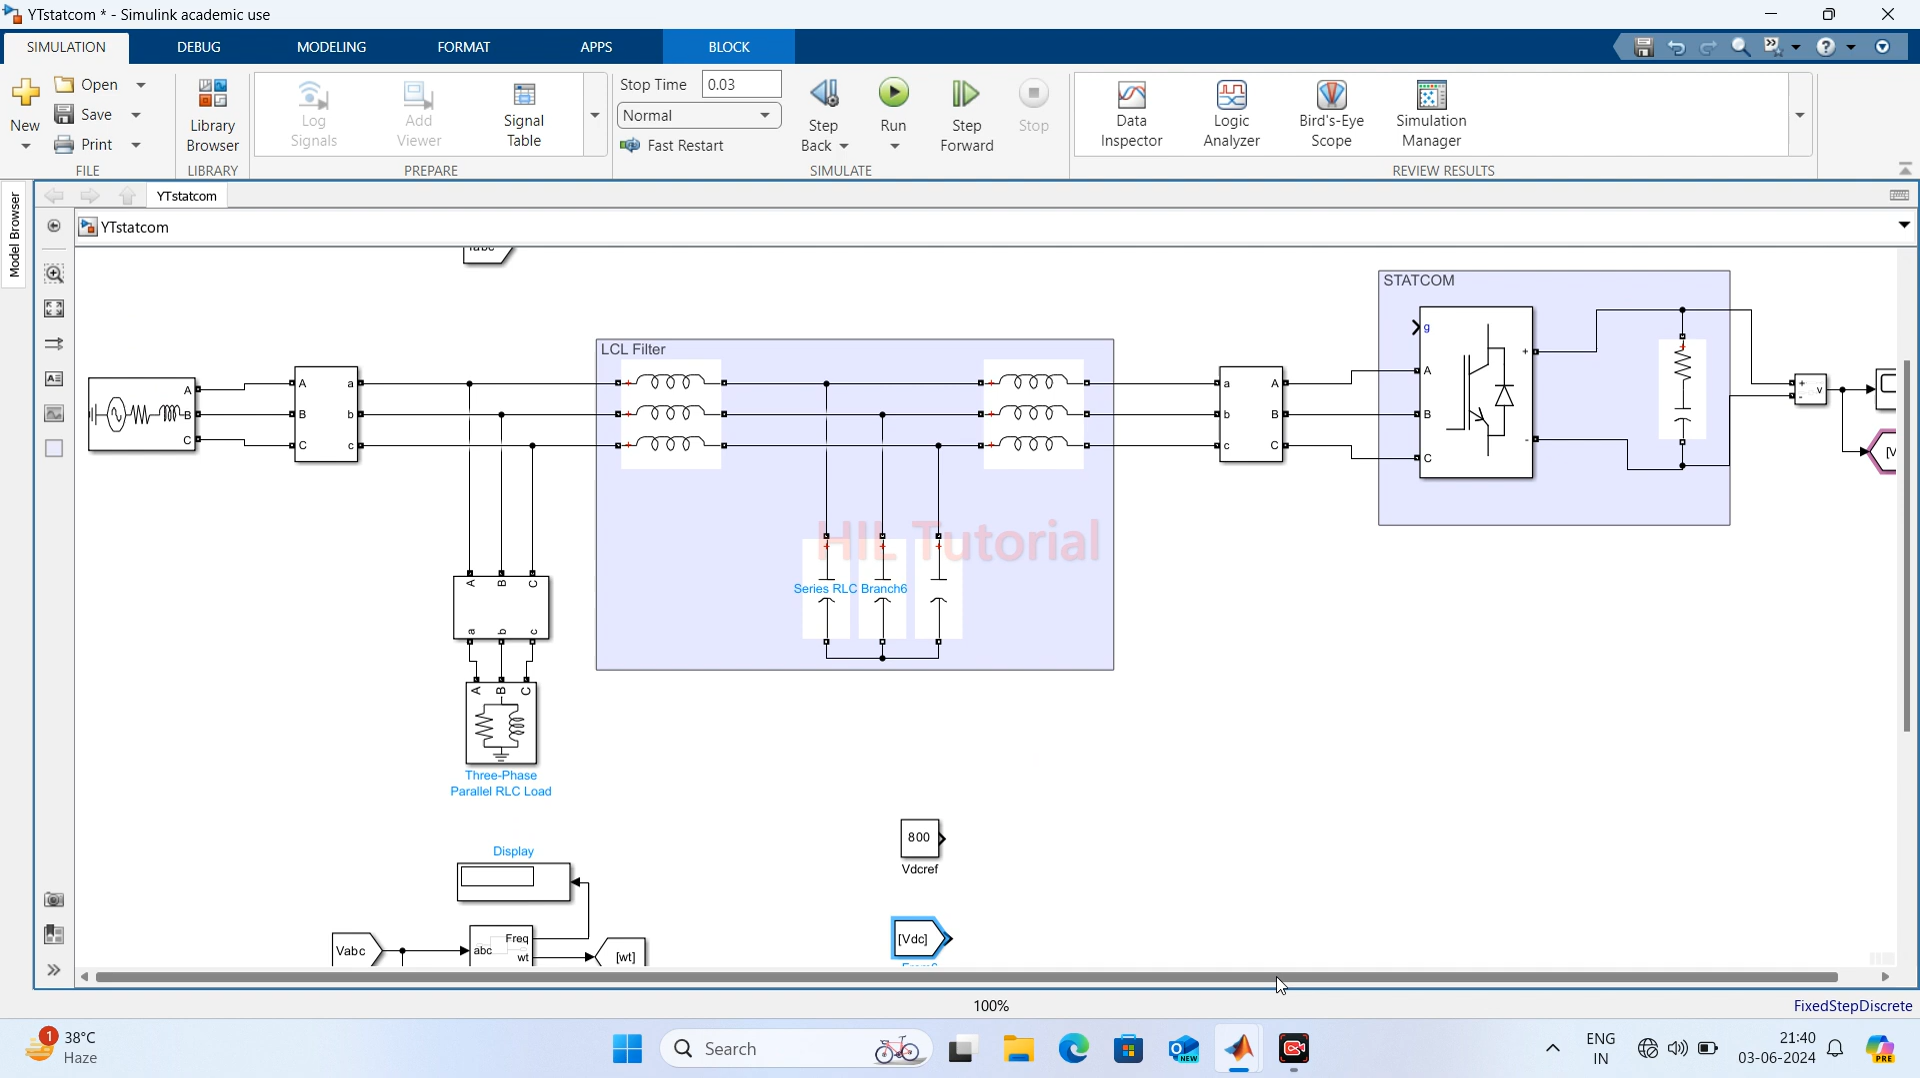 YTstatcom * - Simulink academic use
SIMULATION DEBUG MODELING FORMAT APPS BLOCK
New
Open
Save
Print
FILE
Library
Browser
LIBRARY
Log
Signals
Add
Viewer
Signal
Table
PREPARE
Stop Time 0.03
Normal
Fast Restart
Step
Back
Run
Step
Forward
Stop
SIMULATE
Data
Inspector
Logic
Analyzer
Bird's-Eye
Scope
Simulation
Manager
REVIEW RESULTS
Model Browser
YTstatcom
YTstatcom
STATCOM
LCL Filter
A
B
C
A a
B b
C c
a A
b B
c C
g
A
B
C
+
-
+
-
v
HIL Tutorial
Series RLC Branch6
A B C
a b c
A B C
Three-Phase
Parallel RLC Load
Display
800
Vdcref
[Vdc]
Vabc
abc
Freq
wt
[wt]
100%
FixedStepDiscrete
1
38°C
Haze
Search
NEW
ENG
IN
21:40
03-06-2024
PRE